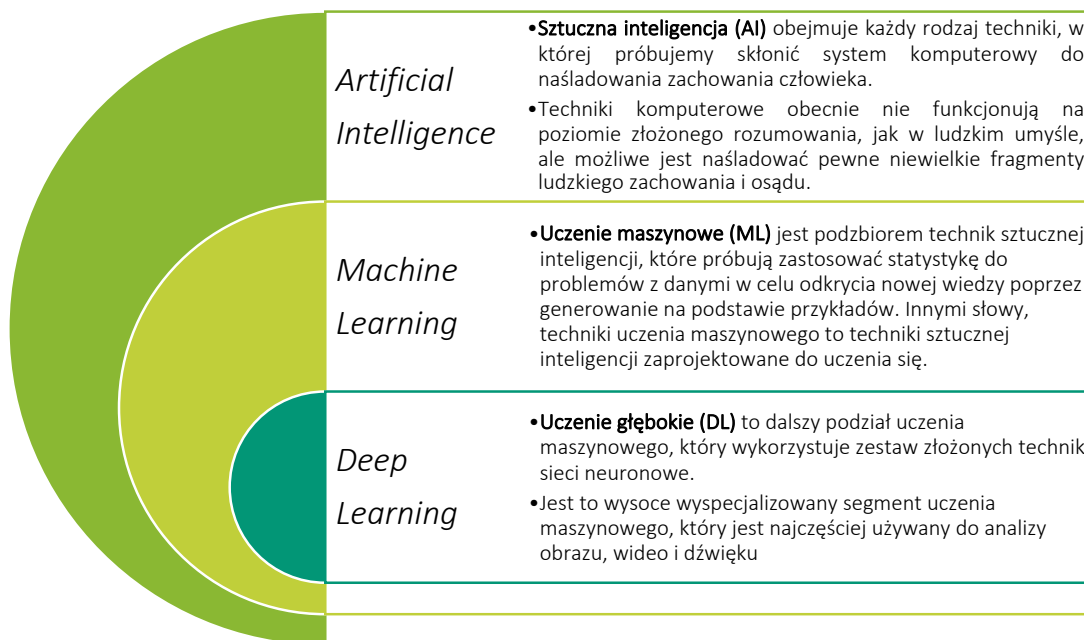 Artificial
Intelligence
•Sztuczna inteligencja (AI) obejmuje każdy rodzaj techniki, w
której próbujemy skłonić system komputerowy do
naśladowania zachowania człowieka.
•Techniki komputerowe obecnie nie funkcjonują na
poziomie złożonego rozumowania, jak w ludzkim umyśle,
ale możliwe jest naśladować pewne niewielkie fragmenty
ludzkiego zachowania i osądu.
Machine
Learning
•Uczenie maszynowe (ML) jest podzbiorem technik sztucznej
inteligencji, które próbują zastosować statystykę do
problemów z danymi w celu odkrycia nowej wiedzy poprzez
generowanie na podstawie przykładów. Innymi słowy,
techniki uczenia maszynowego to techniki sztucznej
inteligencji zaprojektowane do uczenia się.
Deep
Learning
•Uczenie głębokie (DL) to dalszy podział uczenia
maszynowego, który wykorzystuje zestaw złożonych technik
sieci neuronowe.
•Jest to wysoce wyspecjalizowany segment uczenia
maszynowego, który jest najczęściej używany do analizy
obrazu, wideo i dźwięku